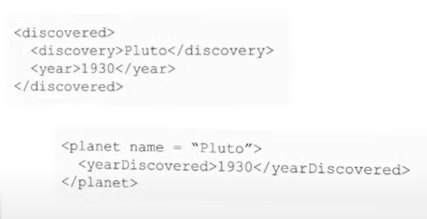 <discovered>
<discovery>Pluto</discovery>
<year>1930</year>
</discovered>
<planet name = “Pluto”>
<yearDiscovered>1930</yearDiscovered>
</planet>